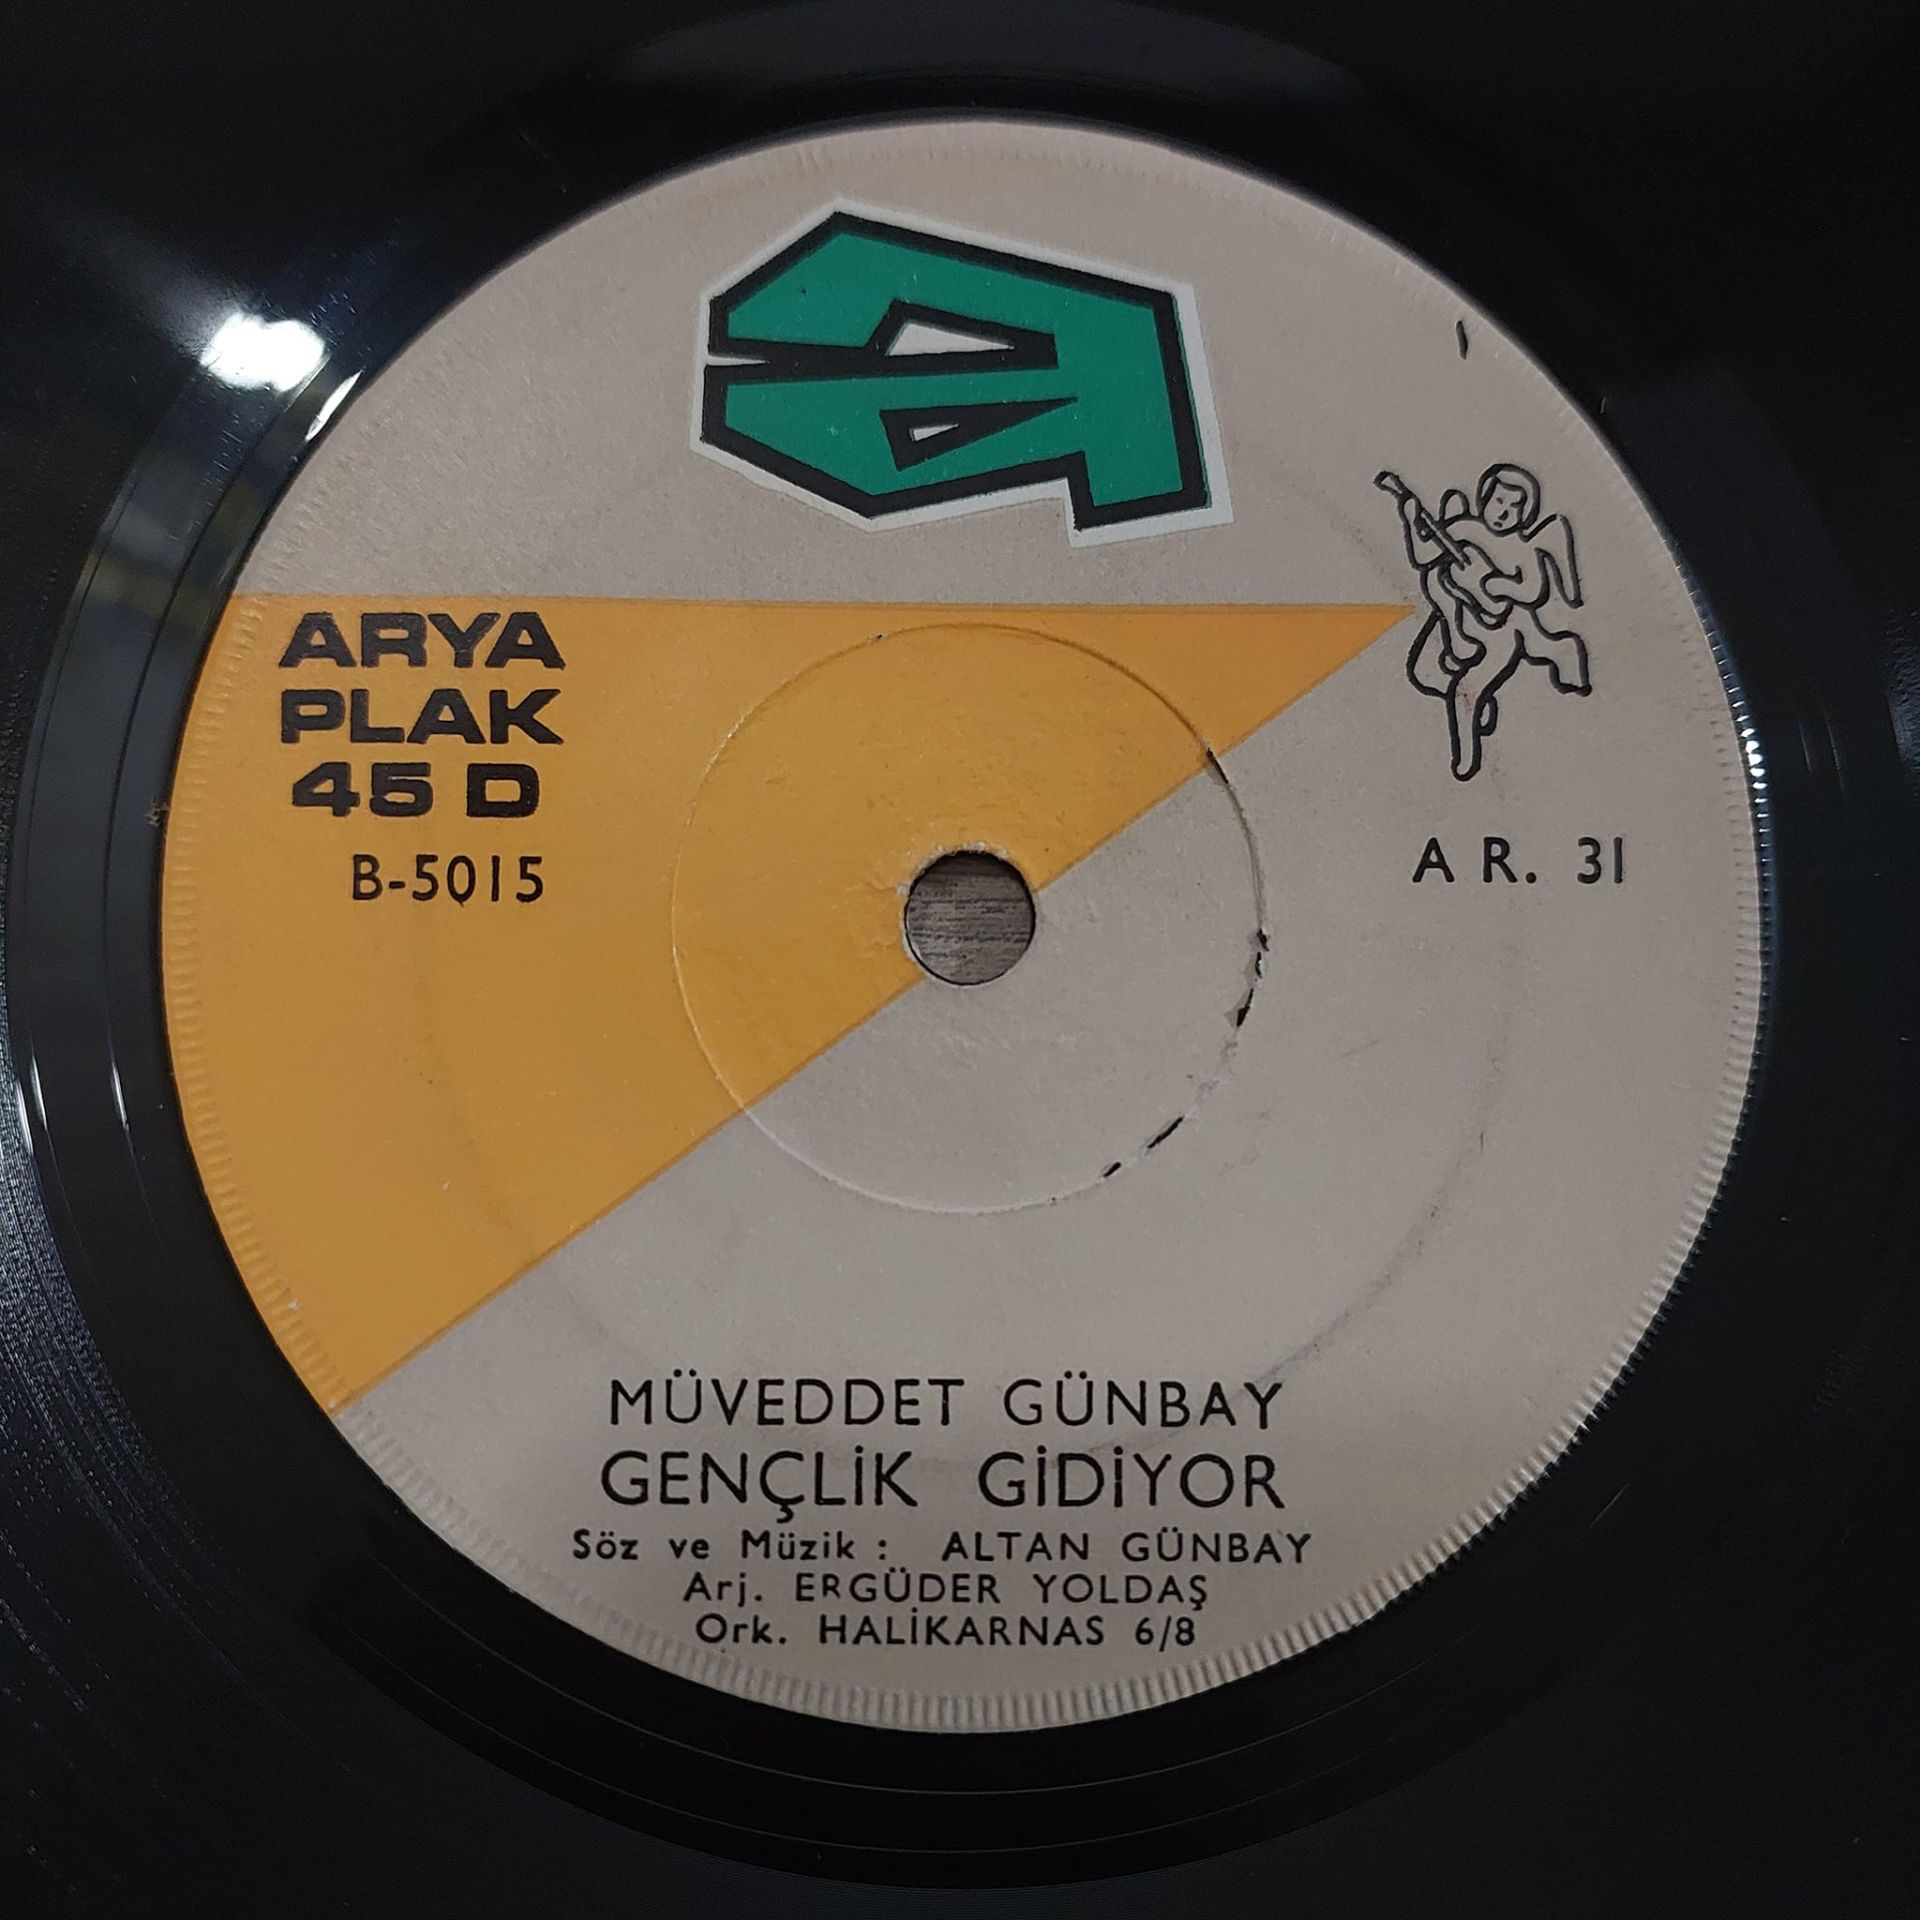 ARYA
PLAK
45 D
B-5015
AR. 31
MÜVEDDET GÜNBAY
GENÇLİK GİDİYOR
Söz ve Müzik : ALTAN GÜNBAY
Arj. ERGÜDER YOLDAŞ
Ork. HALİKARNAS 6/8